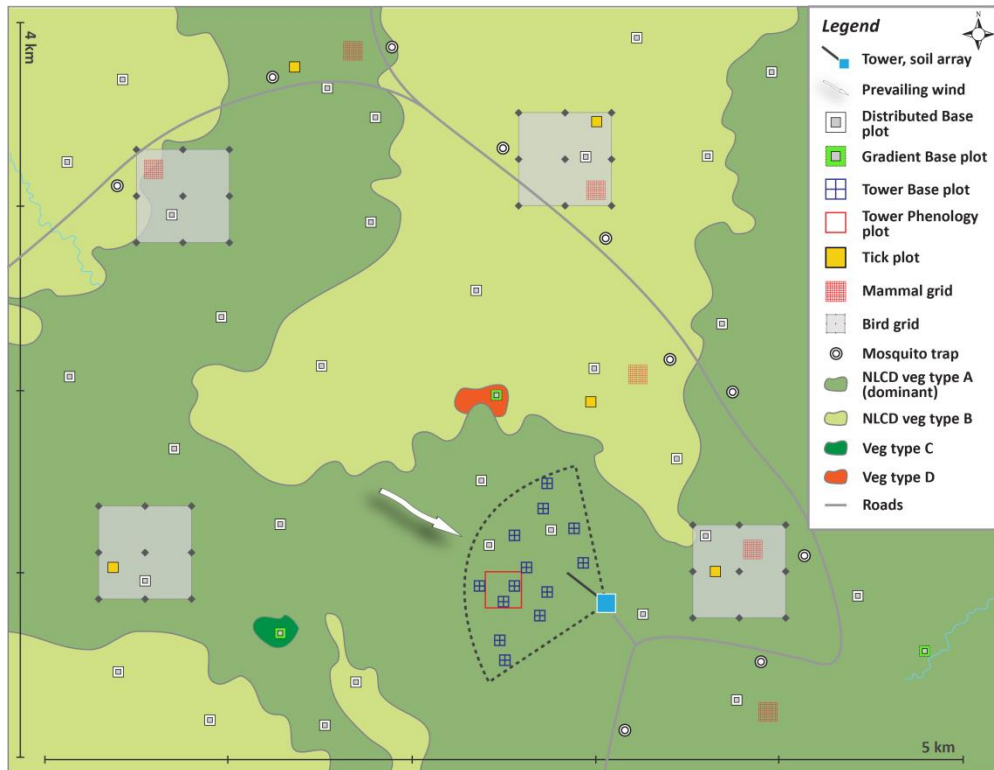 4 km
Legend
Tower, soil array
Prevailing wind
Distributed Base
plot
Gradient Base plot
Tower Base plot
Tower Phenology
plot
Tick plot
Mammal grid
Bird grid
Mosquito trap
NLCD veg type A
(dominant)
NLCD veg type B
Veg type C
Veg type D
Roads
5 km